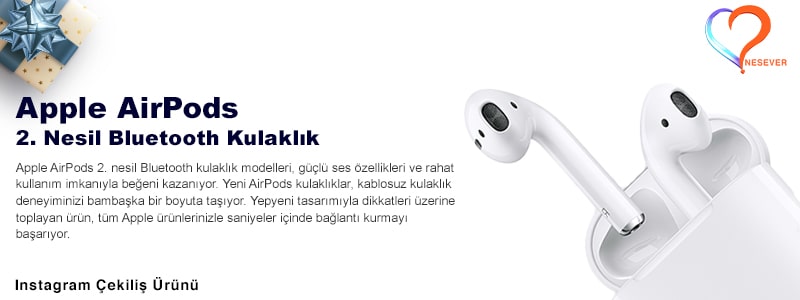 NESEVER
Apple AirPods
2. Nesil Bluetooth Kulaklık
Apple AirPods 2. nesil Bluetooth kulaklık modelleri, güçlü ses özellikleri ve rahat
kullanım imkanıyla beğeni kazanıyor. Yeni AirPods kulaklıklar, kablosuz kulaklık
deneyiminizi bambaşka bir boyuta taşıyor. Yepyeni tasarımıyla dikkatleri üzerine
toplayan ürün, tüm Apple ürünlerinizle saniyeler içinde bağlantı kurmayı
başarıyor.
Instagram Çekiliş Ürünü